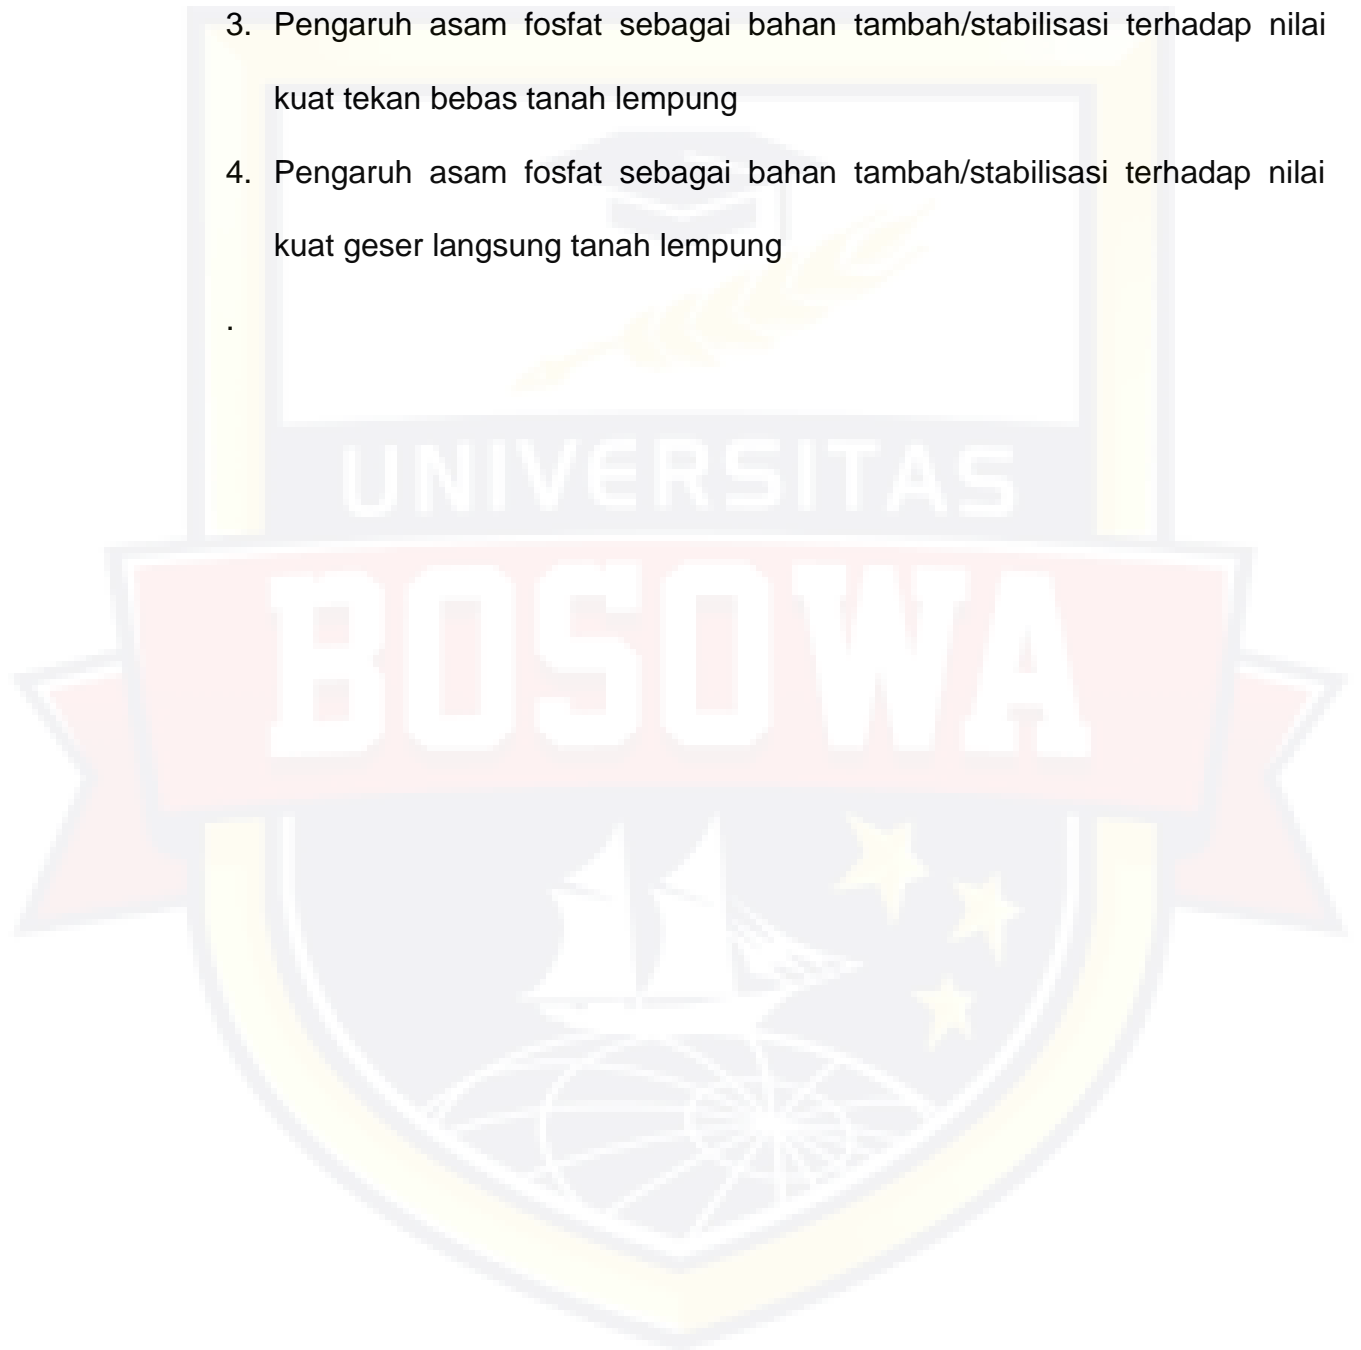 3. Pengaruh asam fosfat sebagai bahan tambah/stabilisasi terhadap nilai
kuat tekan bebas tanah lempung
4. Pengaruh asam fosfat sebagai bahan tambah/stabilisasi terhadap nilai
kuat geser langsung tanah lempung
.
UNIVERSITAS
BOSOWA